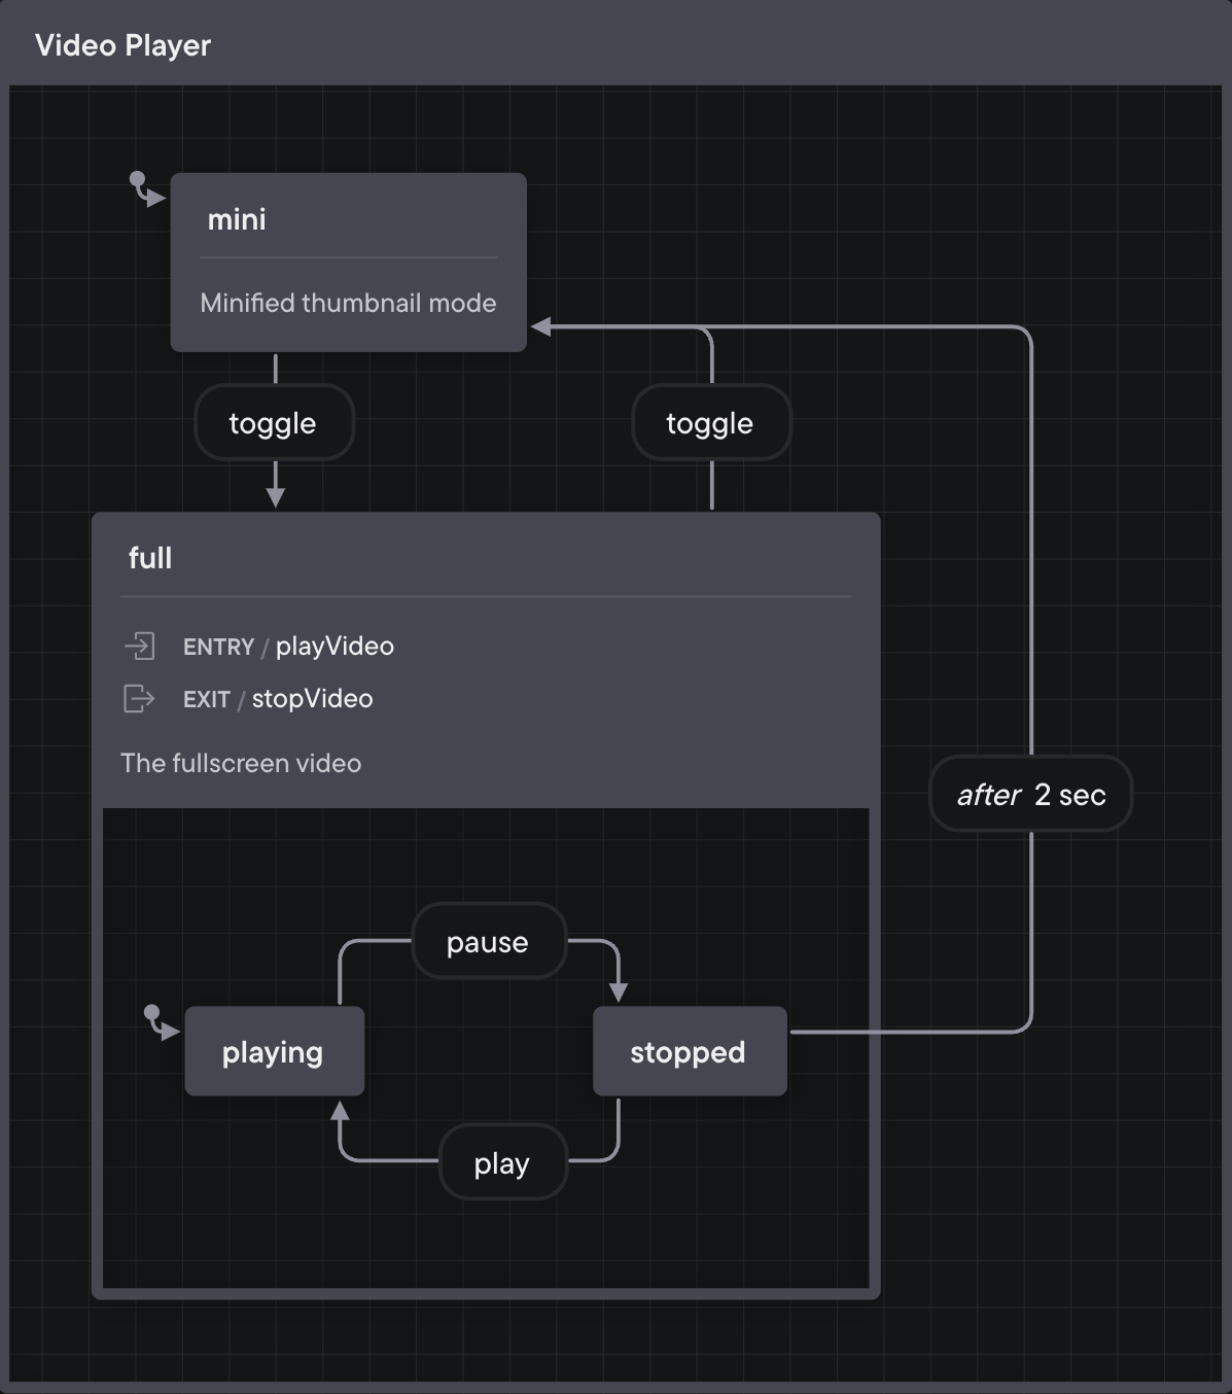 Video Player
mini
Minified thumbnail mode
toggle
toggle
full
ENTRY / playVideo
EXIT / stopVideo
The fullscreen video
after 2 sec
pause
playing
stopped
play